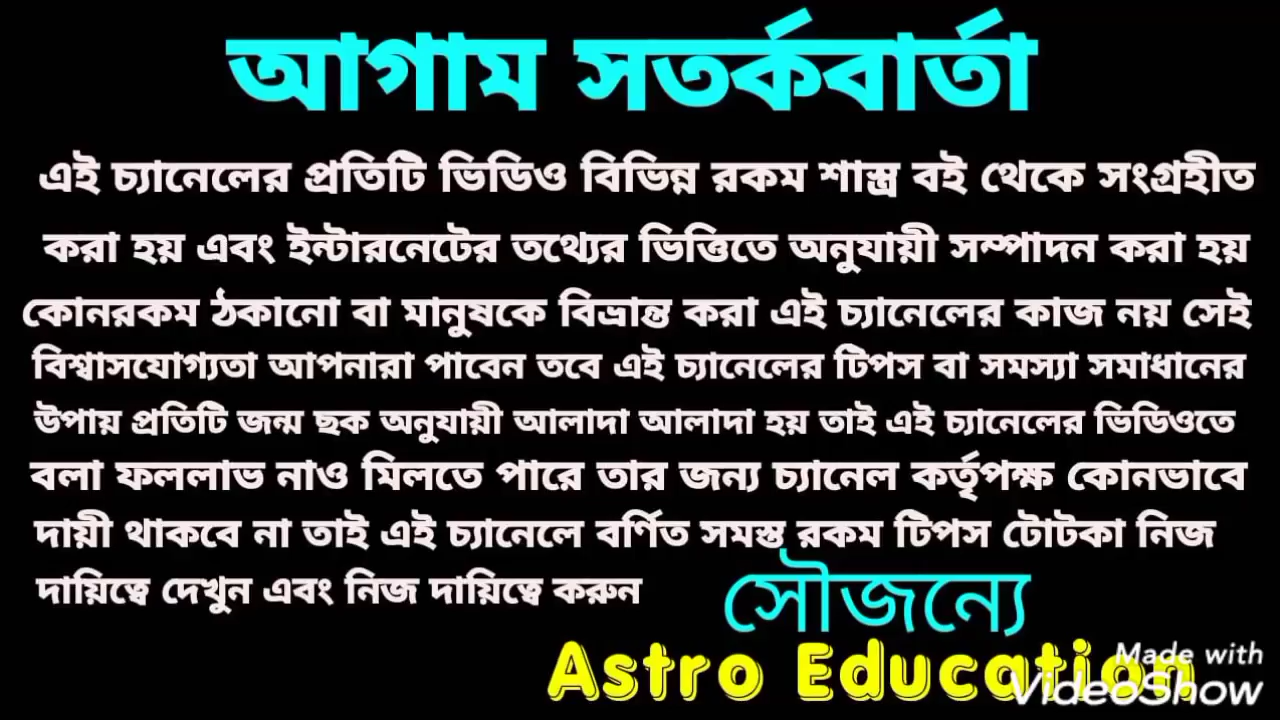 আগাম সতর্কবার্তা
এই চ্যানেলের প্রতিটি ভিডিও বিভিন্ন রকম শাস্ত্র বই থেকে সংগ্রহীত
করা হয় এবং ইন্টারনেটের তথ্যের ভিত্তিতে অনুযায়ী সম্পাদন করা হয়
কোনরকম ঠকানো বা মানুষকে বিভ্রান্ত করা এই চ্যানেলের কাজ নয় সেই
বিশ্বাসযোগ্যতা আপনারা পাবেন তবে এই চ্যানেলের টিপস বা সমস্যা সমাধানের
উপায় প্রতিটি জন্ম ছক অনুযায়ী আলাদা আলাদা হয় তাই এই চ্যানেলের ভিডিওতে
বলা ফললাভ নাও মিলতে পারে তার জন্য চ্যানেল কর্তৃপক্ষ কোনভাবে
দায়ী থাকবে না তাই এই চ্যানেলে বর্ণিত সমস্ত রকম টিপস টোটকা নিজ
দায়িত্বে দেখুন এবং নিজ দায়িত্বে করুন
সৌজন্যে
Astro Education
Made with
VideoShow